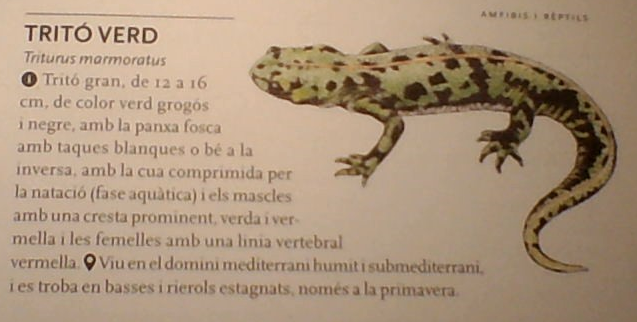 AMFIBIS I RÈPTILS
TRITÓ VERD
Triturus marmoratus
Tritó gran, de 12 a 16
cm, de color verd grogós
i negre, amb la panxa fosca
amb taques blanques o bé a la
inversa, amb la cua comprimida per
la natació (fase aquàtica) i els mascles
amb una cresta prominent, verda i ver-
mella i les femelles amb una línia vertebral
vermella. Viu en el domini mediterrani humit i submediterrani,
i es troba en basses i rierols estagnats, només a la primavera.